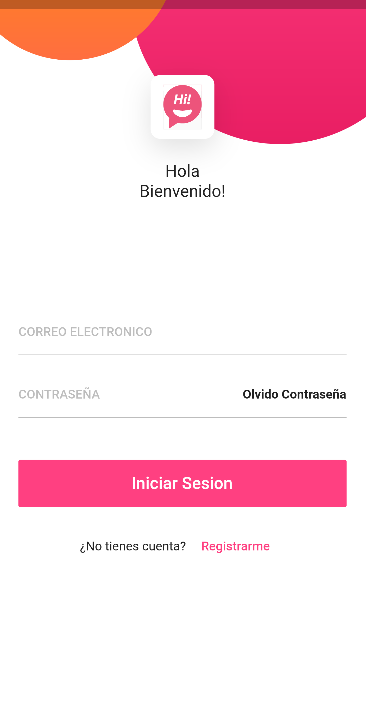 Hi!
Hola
Bienvenido!
CORREO ELECTRONICO
CONTRASEÑA Olvido Contraseña
Iniciar Sesion
¿No tienes cuenta? Registrarme